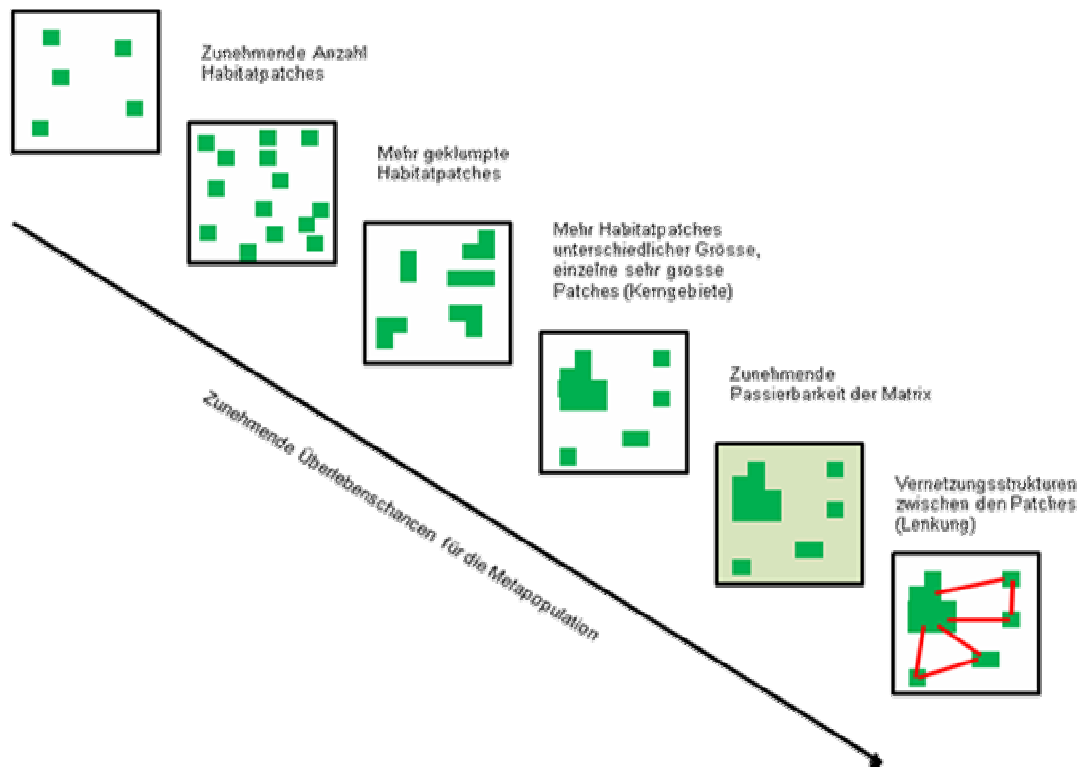 Zunehmende Anzahl
Habitatpatches
Mehr geklumpte
Habitatpatches
Mehr Habitatpatches
unterschiedlicher Grösse,
einzelne sehr grosse
Patches (Kerngebiete)
Zunehmende
Passierbarkeit der Matrix
Vernetzungsstrukturen
zwischen den Patches
(Lenkung)
Zunehmende Überlebenschancen für die Metapopulation